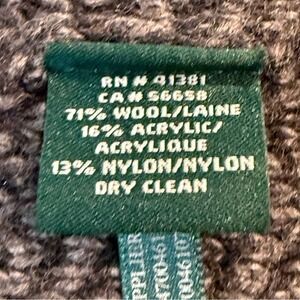 RN # 41381
CA # 56658
71% WOOL/LAINE
16% ACRYLIC/
ACRYLIQUE
13% NYLON/NYLON
DRY CLEAN